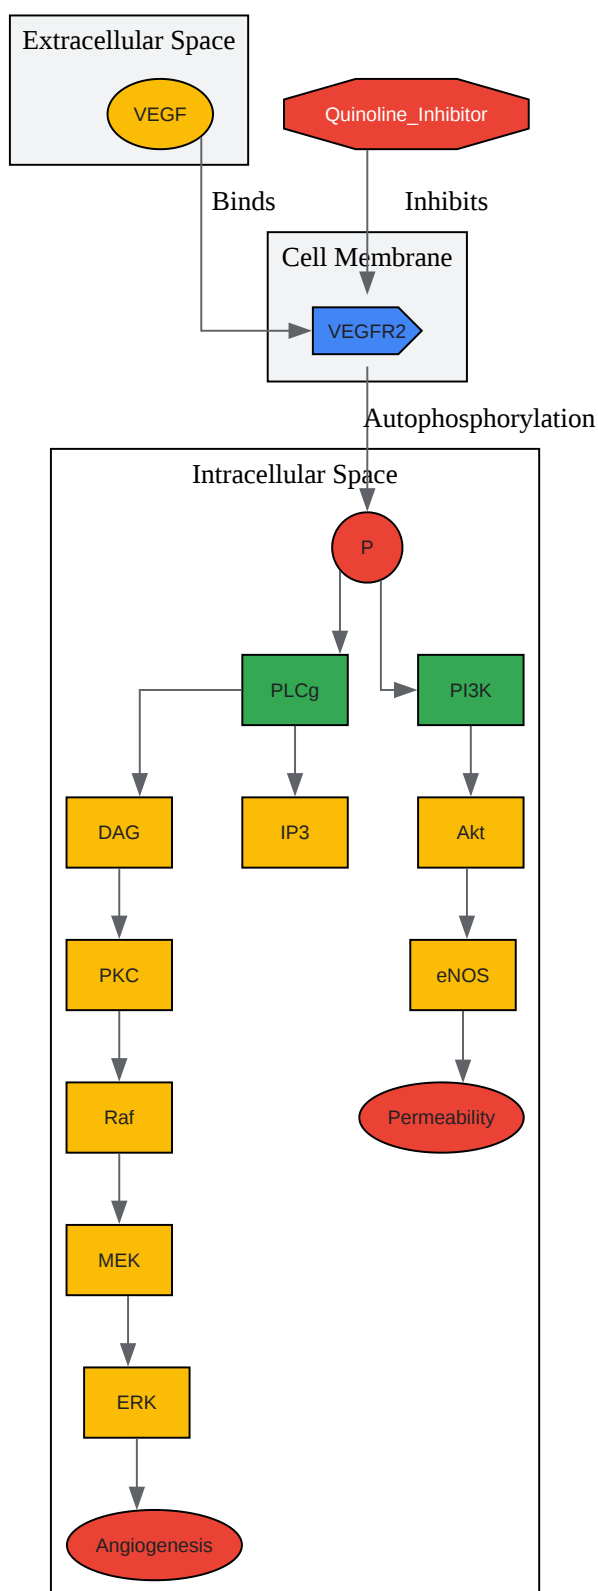 Extracellular Space
VEGF
Quinoline_Inhibitor
Binds
Inhibits
Cell Membrane
VEGFR2
Autophosphorylation
Intracellular Space
P
PLCg
PI3K
DAG
IP3
Akt
PKC
eNOS
Raf
Permeability
MEK
ERK
Angiogenesis